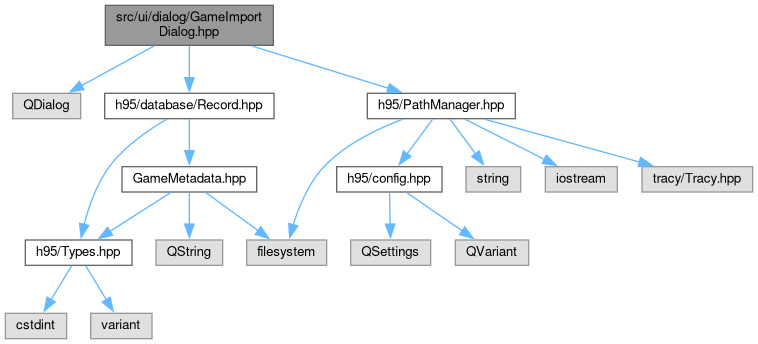 src/ui/dialog/GameImport
Dialog.hpp
QDialog
h95/database/Record.hpp
h95/PathManager.hpp
GameMetadata.hpp
h95/config.hpp
string
iostream
tracy/Tracy.hpp
h95/Types.hpp
QString
filesystem
QSettings
QVariant
cstdint
variant